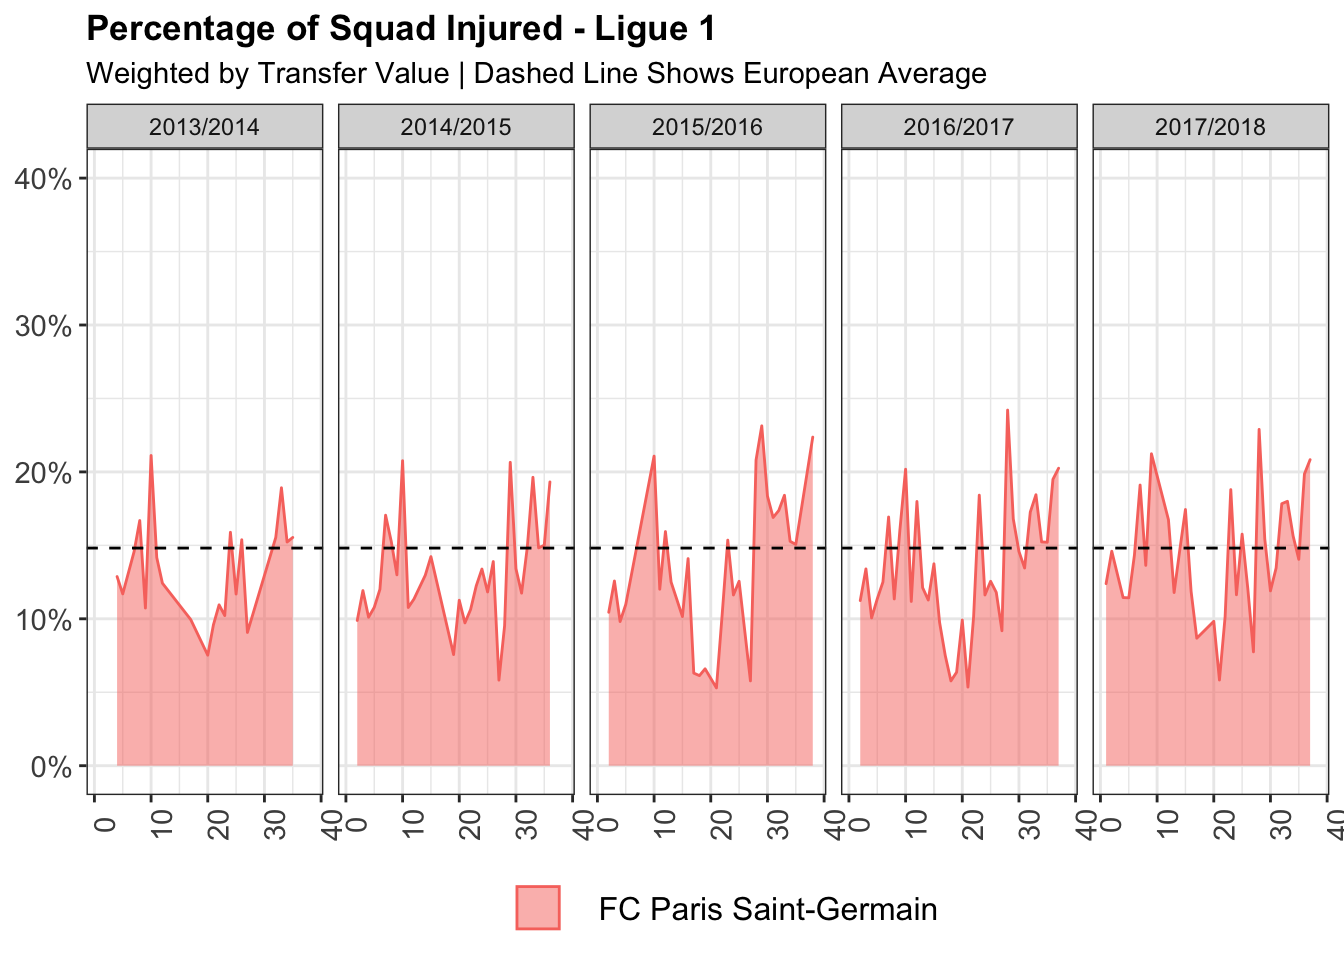 Percentage of Squad Injured - Ligue 1
Weighted by Transfer Value | Dashed Line Shows European Average
2013/2014 2014/2015 2015/2016 2016/2017 2017/2018
40%
30%
20%
10%
0%
0 10 20 30 40 0 10 20 30 40 0 10 20 30 40 0 10 20 30 40 0 10 20 30 40
FC Paris Saint-Germain